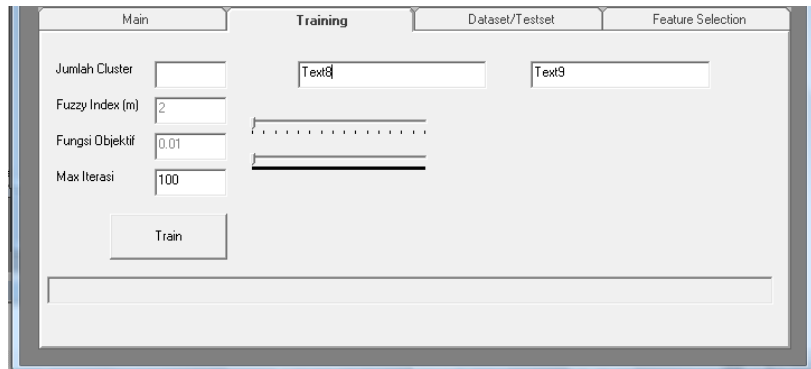 Main Training Dataset/Testset Feature Selection
Jumlah Cluster Text8 Text9
Fuzzy Index (m) 2
Fungsi Objektif 0.01
Max Iterasi 100
Train